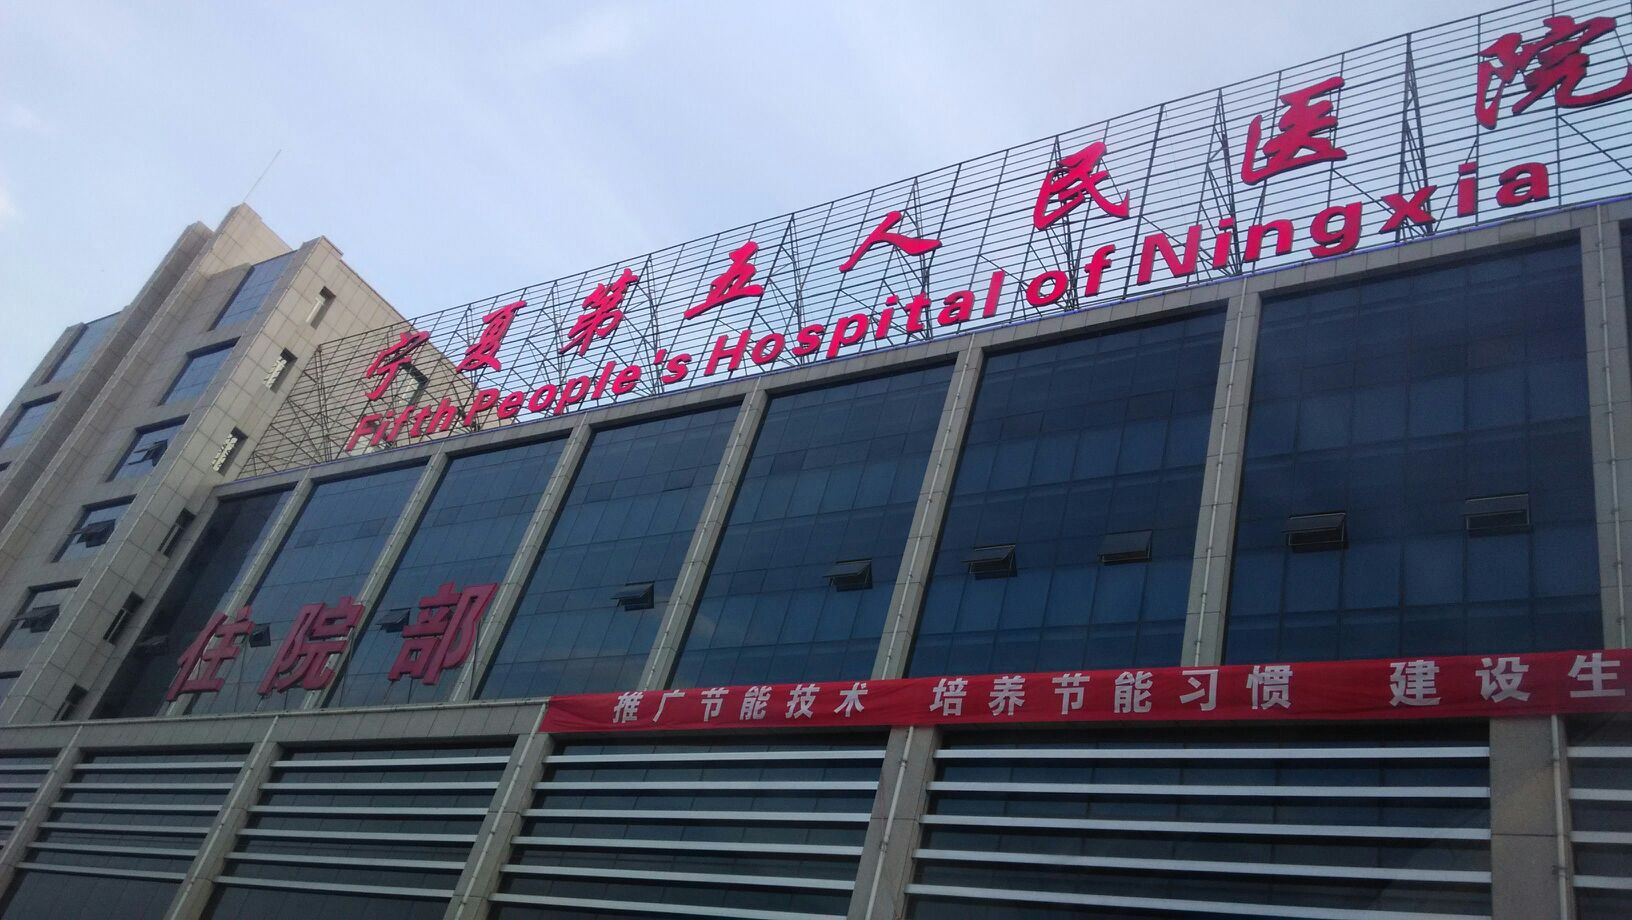 宁夏第五人民医院
Fifth People's Hospital of Ningxia
住院部
推广节能技术 培养节能习惯 建设生